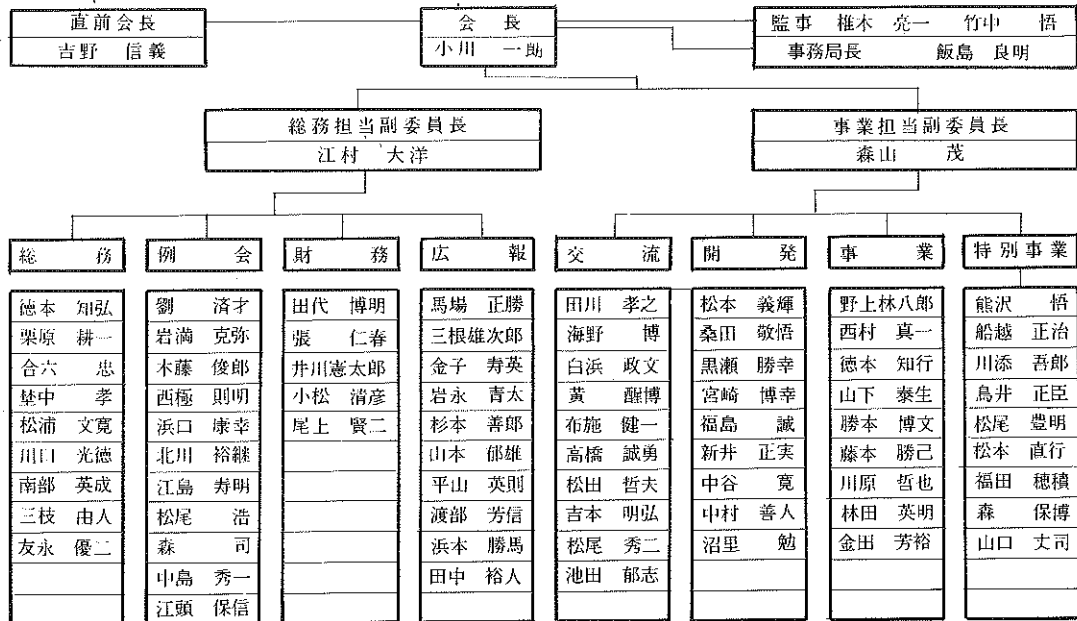 直前会長
吉野 信義
会長
小川 一郎
監事 椎木 亮一 竹中 悟
事務局長 飯島 良明
総務担当副委員長
江村 大洋
事業担当副委員長
森山 茂
総務
徳本 知弘
栗原 耕一
合六 忠
埜中 孝
松浦 文寛
川口 光徳
南部 英成
三枝 由人
友永 優二
例会
劉 済才
岩満 克弥
木藤 俊郎
西極 則明
浜口 康幸
北川 裕継
江島 寿明
松尾 浩
森 司
中島 秀一
江頭 保信
財務
田代 博明
張 仁春
井川憲太郎
小松 清彦
尾上 賢二
広報
馬場 正勝
三根雄次郎
金子 寿英
岩永 青太
杉本 善郎
山本 郁雄
平山 英則
渡部 芳信
浜本 勝馬
田中 裕人
交流
田川 孝之
海野 博
白浜 政文
黄 醒博
布施 健一
高橋 誠勇
松田 哲夫
吉本 明弘
松尾 秀二
池田 郁志
開発
松本 義輝
桑田 敬悟
黒瀬 勝幸
宮崎 博幸
福島 誠
新井 正実
中谷 寛
中村 善人
沼里 勉
事業
野上林八郎
西村 真一
徳本 知行
山下 泰生
勝本 博文
藤本 勝己
川原 哲也
林田 英明
金田 芳裕
特別事業
熊沢 悟
船越 正治
川添 吾郎
鳥井 正臣
松尾 豊明
松本 直行
福田 穂積
森 保博
山口 丈司